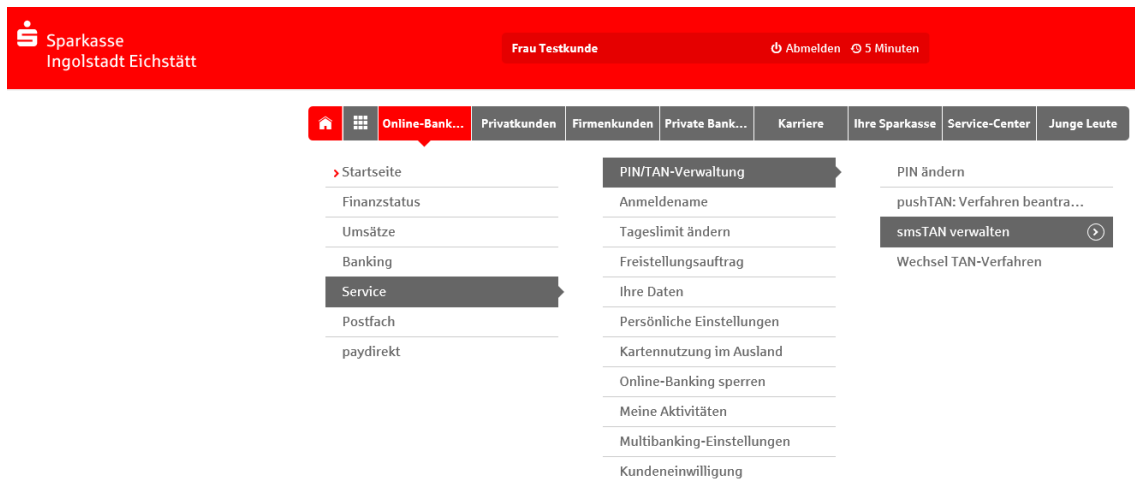 Sparkasse
Ingolstadt Eichstätt
Frau Testkunde Abmelden 5 Minuten
Online-Bank... Privatkunden Firmenkunden Private Bank... Karriere Ihre Sparkasse Service-Center Junge Leute
Startseite
Finanzstatus
Umsätze
Banking
Service
Postfach
paydirekt
PIN/TAN-Verwaltung
Anmeldename
Tageslimit ändern
Freistellungsauftrag
Ihre Daten
Persönliche Einstellungen
Kartennutzung im Ausland
Online-Banking sperren
Meine Aktivitäten
Multibanking-Einstellungen
Kundeneinwilligung
PIN ändern
pushTAN: Verfahren beantra...
smsTAN verwalten
Wechsel TAN-Verfahren